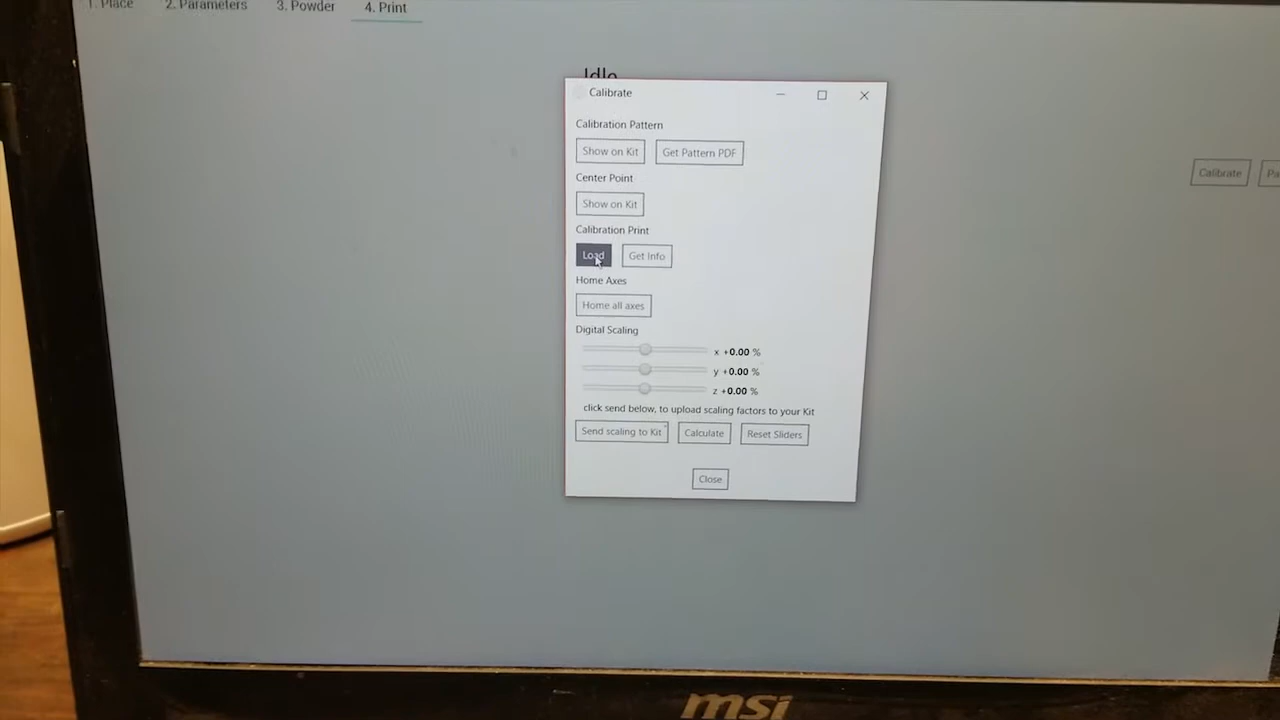 1. Place 2. Parameters 3. Powder 4. Print
Idle
Calibrate
Calibration Pattern
Show on Kit Get Pattern PDF
Calibrate Pa
Center Point
Show on Kit
Calibration Print
Load Get Info
Home Axes
Home all axes
Digital Scaling
x +0.00 %
y +0.00 %
z +0.00 %
click send below, to upload scaling factors to your Kit
Send scaling to Kit Calculate Reset Sliders
Close
msi